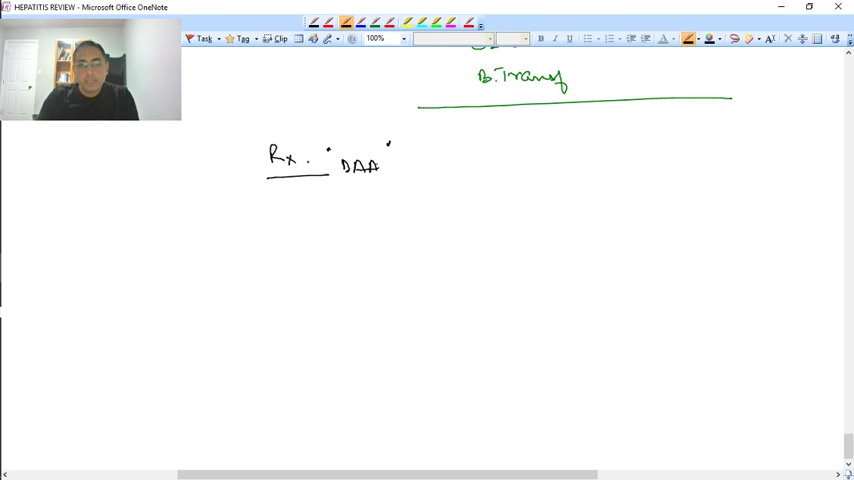 HEPATITIS REVIEW - Microsoft Office OneNote
Task Tag Clip 100%
B. Transf
Rx. "DAA"